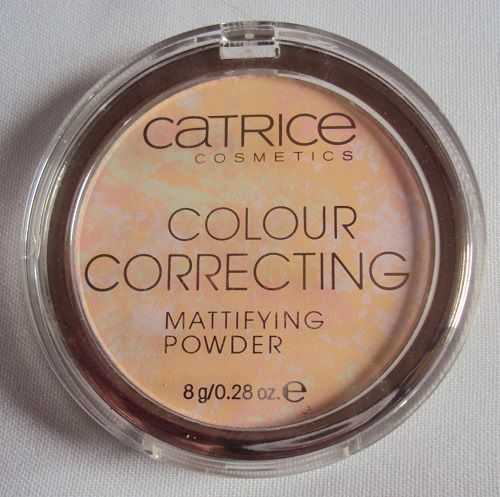 CATRICE
COSMETICS
COLOUR
CORRECTING
MATTIFYING
POWDER
8 g/0.28 oz. ℮